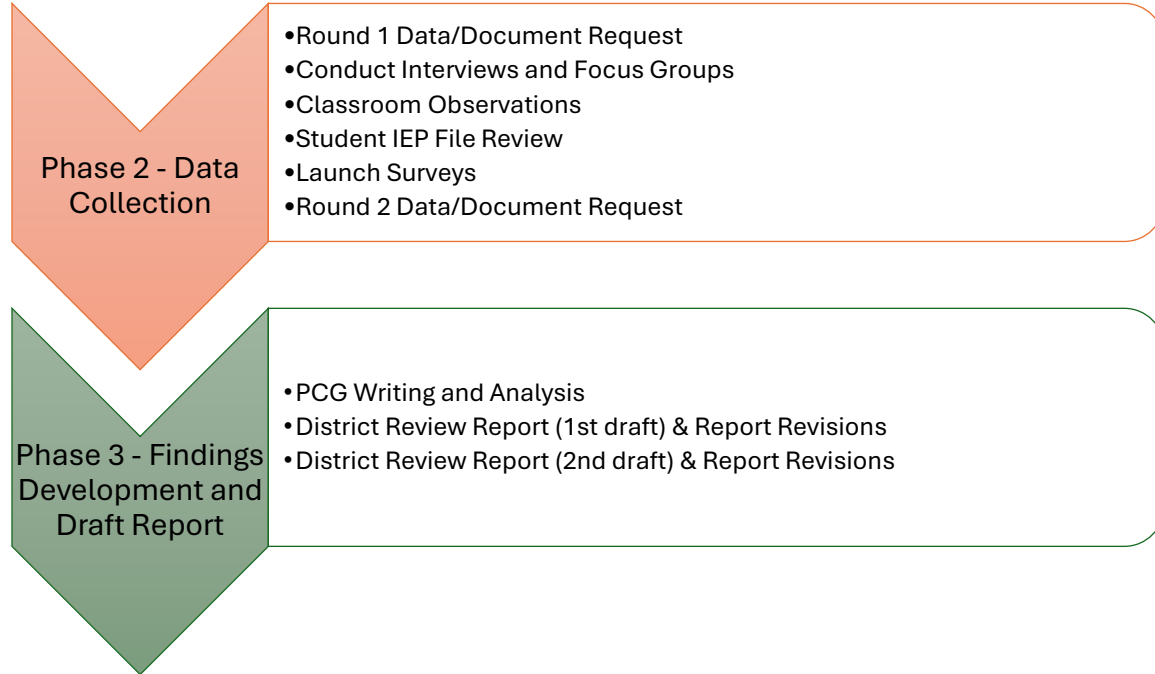 Phase 2 - Data
Collection
•Round 1 Data/Document Request
•Conduct Interviews and Focus Groups
•Classroom Observations
•Student IEP File Review
•Launch Surveys
•Round 2 Data/Document Request
Phase 3 - Findings
Development and
Draft Report
•PCG Writing and Analysis
•District Review Report (1st draft) & Report Revisions
•District Review Report (2nd draft) & Report Revisions